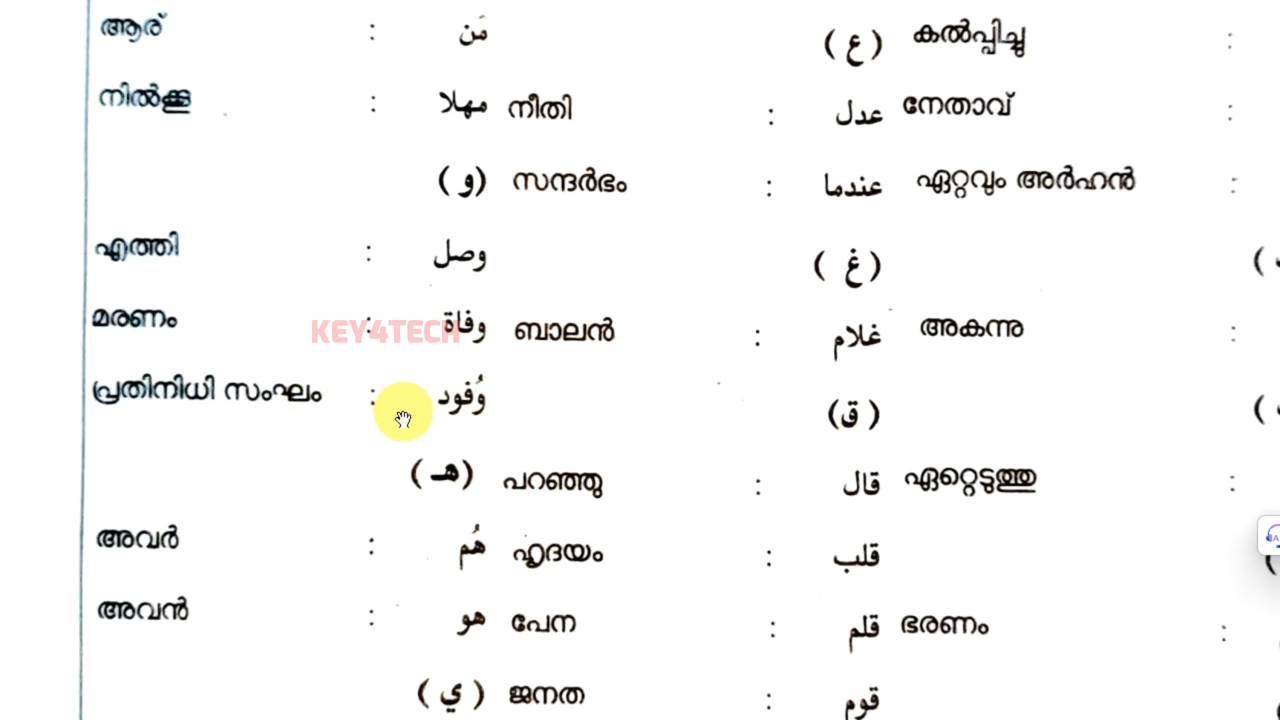 ആര് : مَن
നിൽക്കൂ : مهلا
(و)
എത്തി : وصل
മരണം : وفاة
പ്രതിനിധി സംഘം : وُفود
(هـ)
അവർ : هُم
അവൻ : هو
(ي)
(ع)
നീതി : عدل
സന്ദർഭം : عندما
(غ)
ബാലൻ : غلام
(ق)
പറഞ്ഞു : قال
ഹൃദയം : قلب
പേന : قلم
ജനത : قوم
കൽപ്പിച്ചു :
നേതാവ് :
ഏറ്റവും അർഹൻ :
അകന്നു :
ഏറ്റെടുത്തു :
ഭരണം :
KEY4TECH